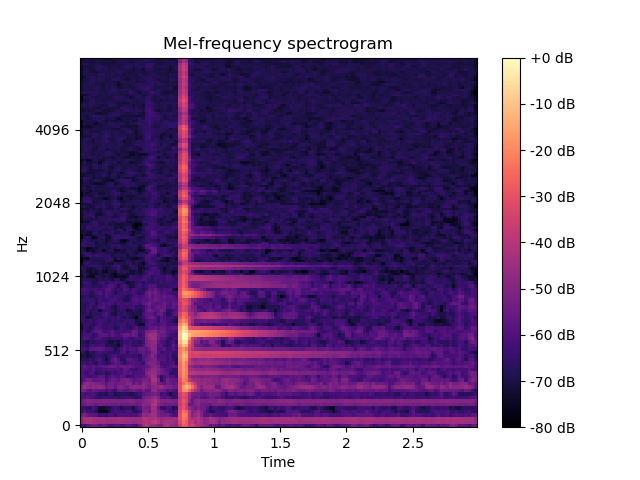 Mel-frequency spectrogram
+0 dB
-10 dB
-20 dB
-30 dB
-40 dB
-50 dB
-60 dB
-70 dB
-80 dB
Hz
4096
2048
1024
512
0
0
0.5
1
1.5
2
2.5
Time